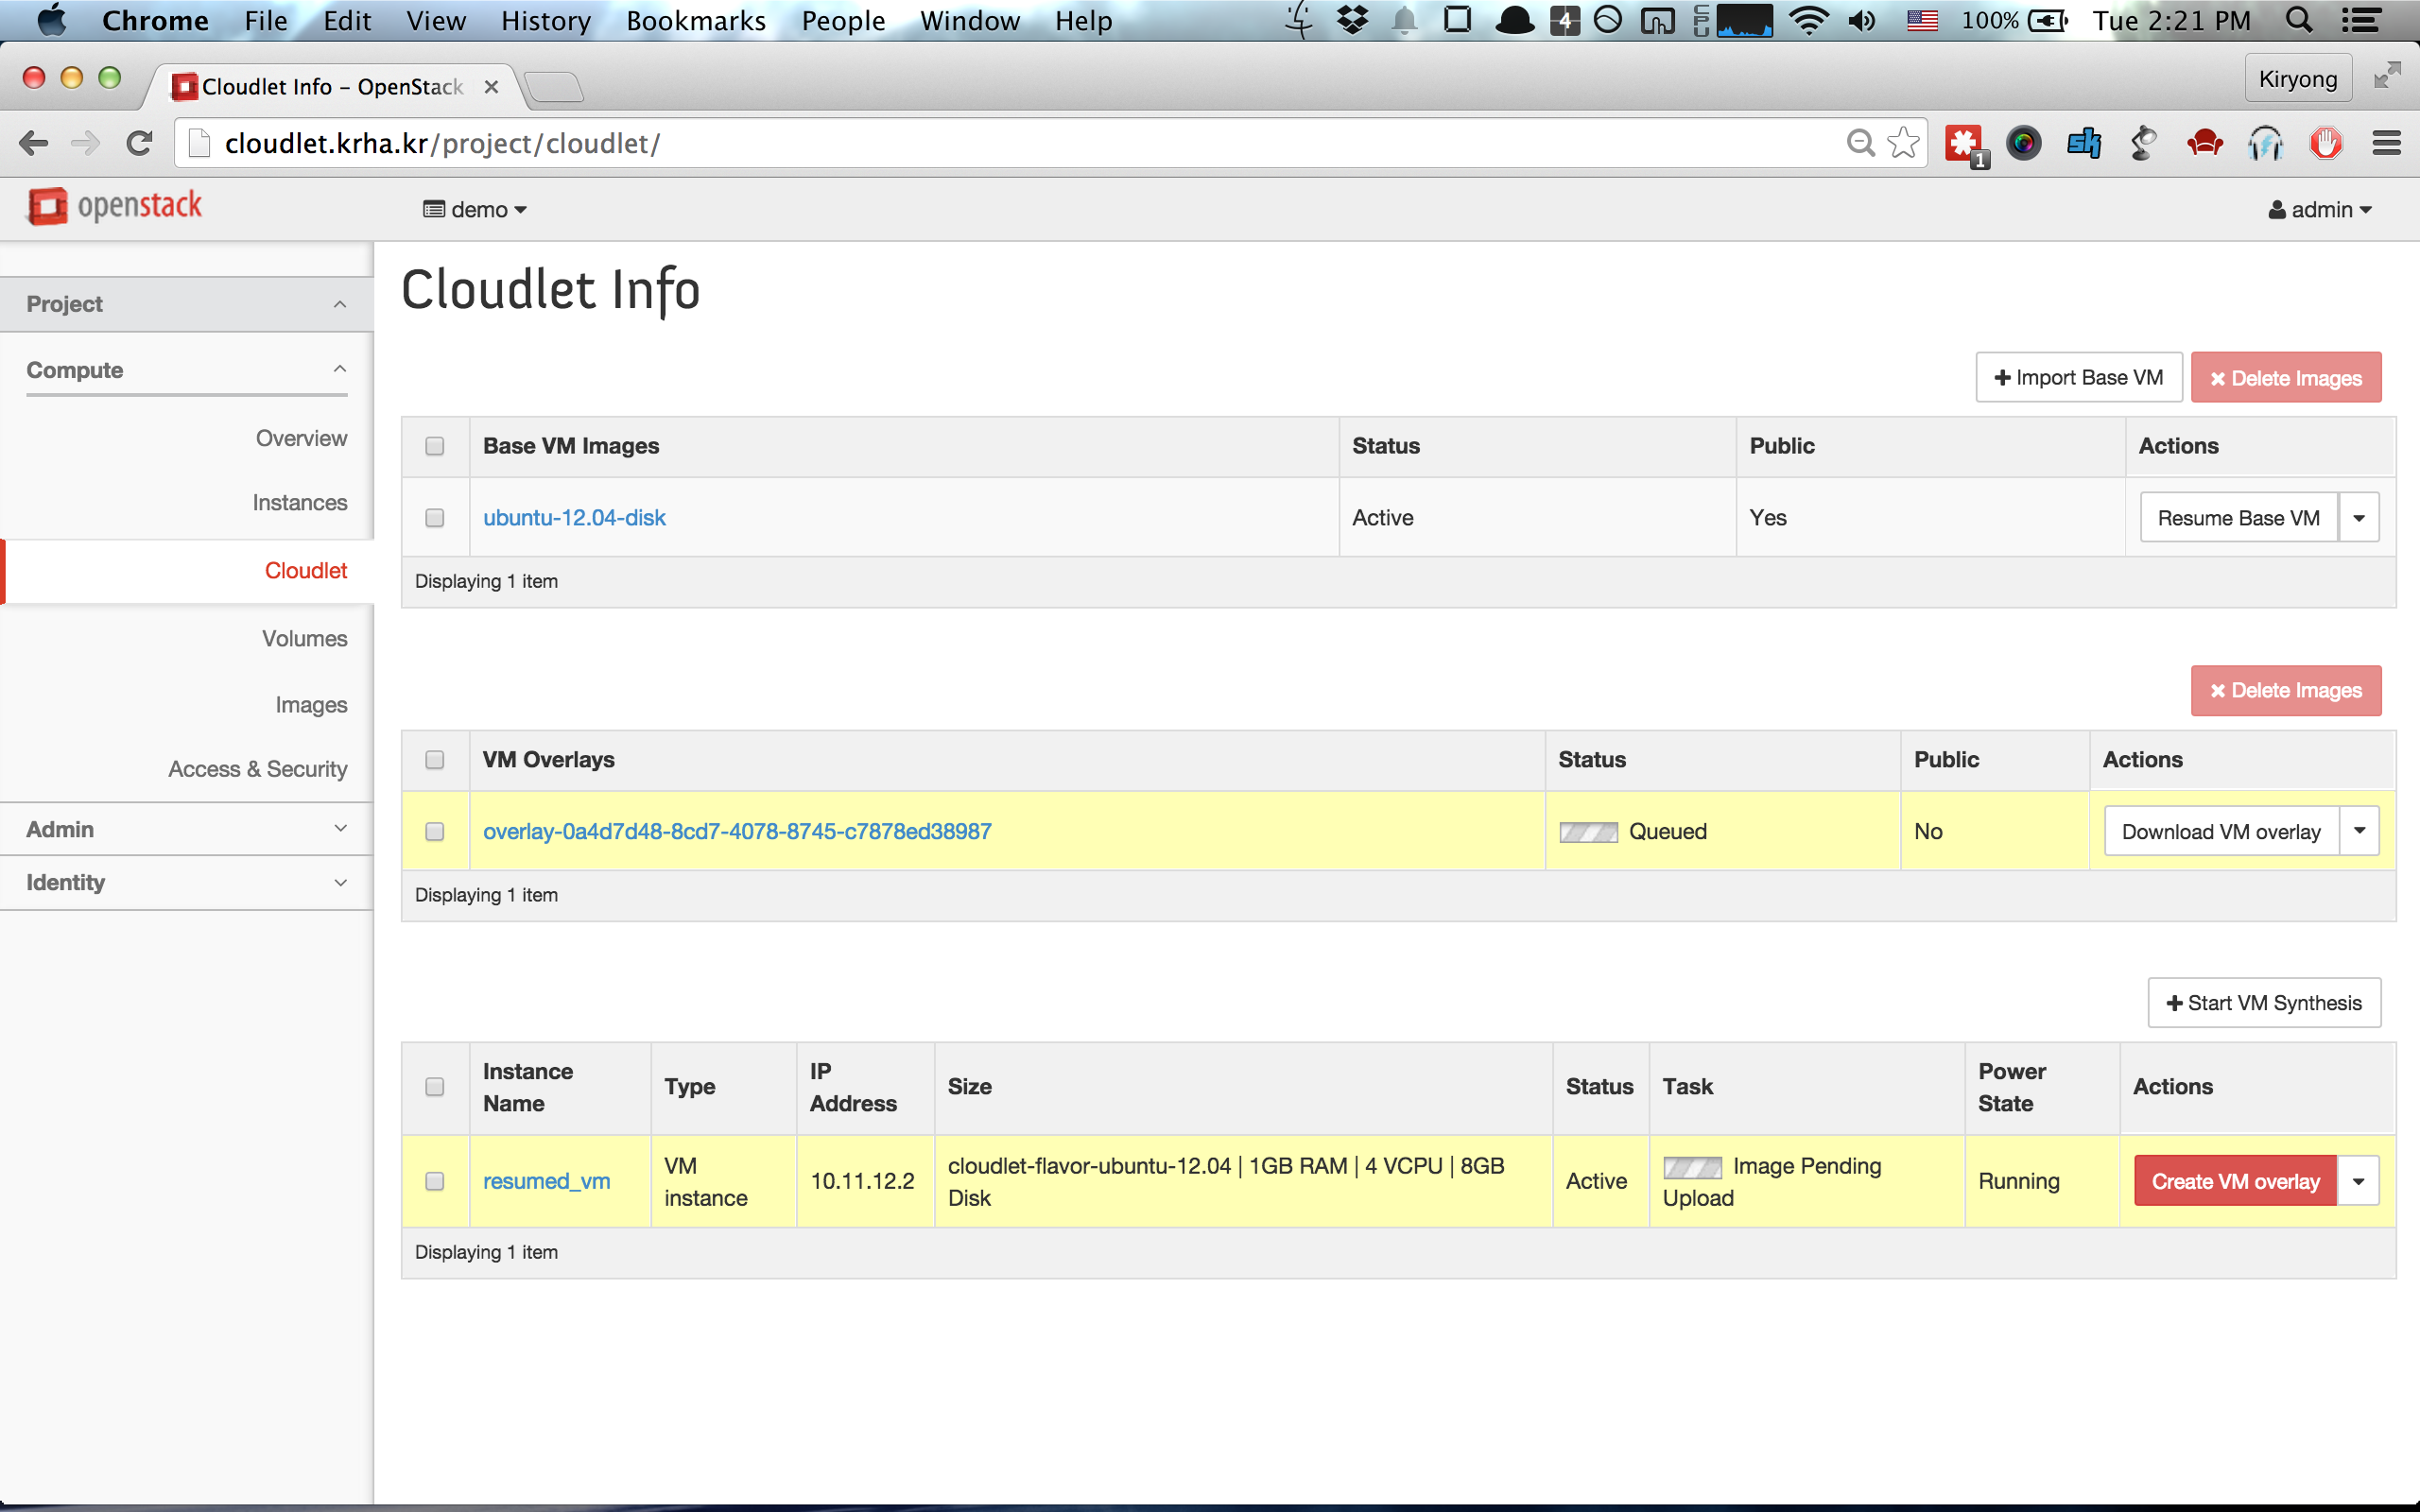 Chrome File Edit View History Bookmarks People Window Help 4 CPU 100% Tue 2:21 PM
Cloudlet Info – OpenStack Kiryong
cloudlet.krha.kr/project/cloudlet/ sk 1
openstack demo admin
Cloudlet Info
Project
Compute
Overview
Instances
Cloudlet
Volumes
Images
Access & Security
Admin
Identity
Import Base VM Delete Images
Base VM Images Status Public Actions
ubuntu-12.04-disk Active Yes Resume Base VM
Displaying 1 item
Delete Images
VM Overlays Status Public Actions
overlay-0a4d7d48-8cd7-4078-8745-c7878ed38987 Queued No Download VM overlay
Displaying 1 item
Start VM Synthesis
Instance Name Type IP Address Size Status Task Power State Actions
resumed_vm VM instance 10.11.12.2 cloudlet-flavor-ubuntu-12.04 | 1GB RAM | 4 VCPU | 8GB Disk Active Image Pending Upload Running Create VM overlay
Displaying 1 item